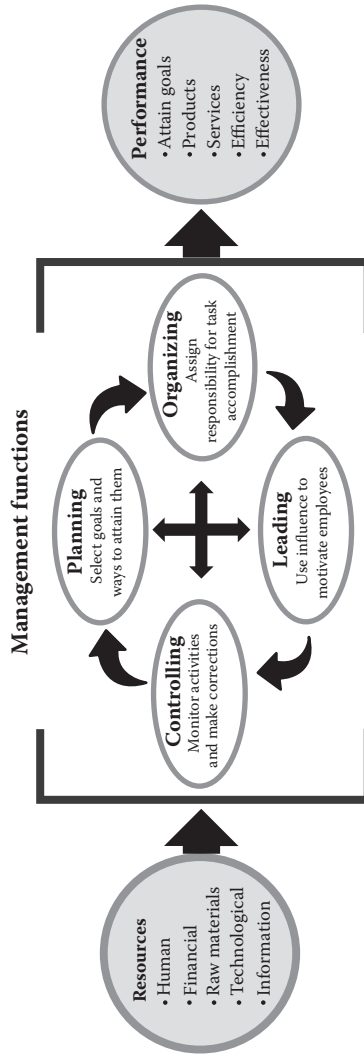 Management functions
Resources
• Human
• Financial
• Raw materials
• Technological
• Information
Planning
Select goals and
ways to attain them
Controlling
Monitor activities
and make corrections
Organizing
Assign
responsibility for task
accomplishment
Leading
Use influence to
motivate employees
Performance
• Attain goals
• Products
• Services
• Efficiency
• Effectiveness